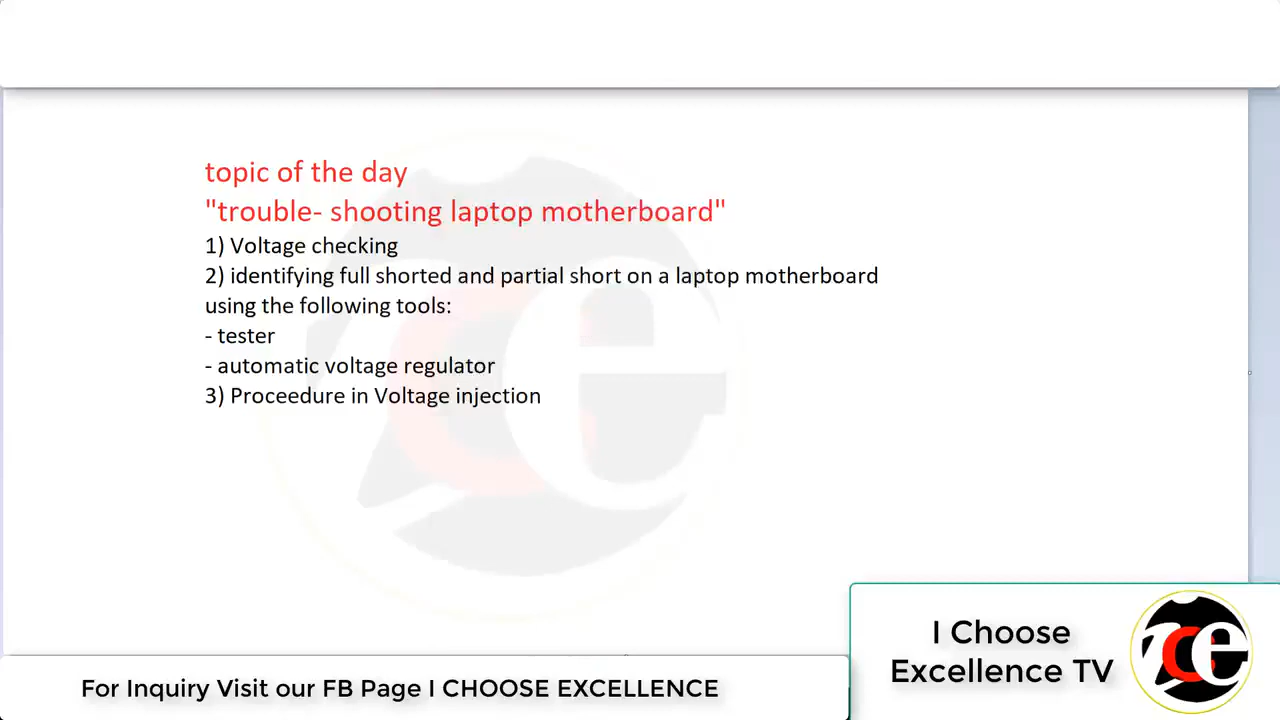 topic of the day
"trouble- shooting laptop motherboard"
1) Voltage checking
2) identifying full shorted and partial short on a laptop motherboard
using the following tools:
- tester
- automatic voltage regulator
3) Proceedure in Voltage injection
I Choose
Excellence TV
For Inquiry Visit our FB Page I CHOOSE EXCELLENCE